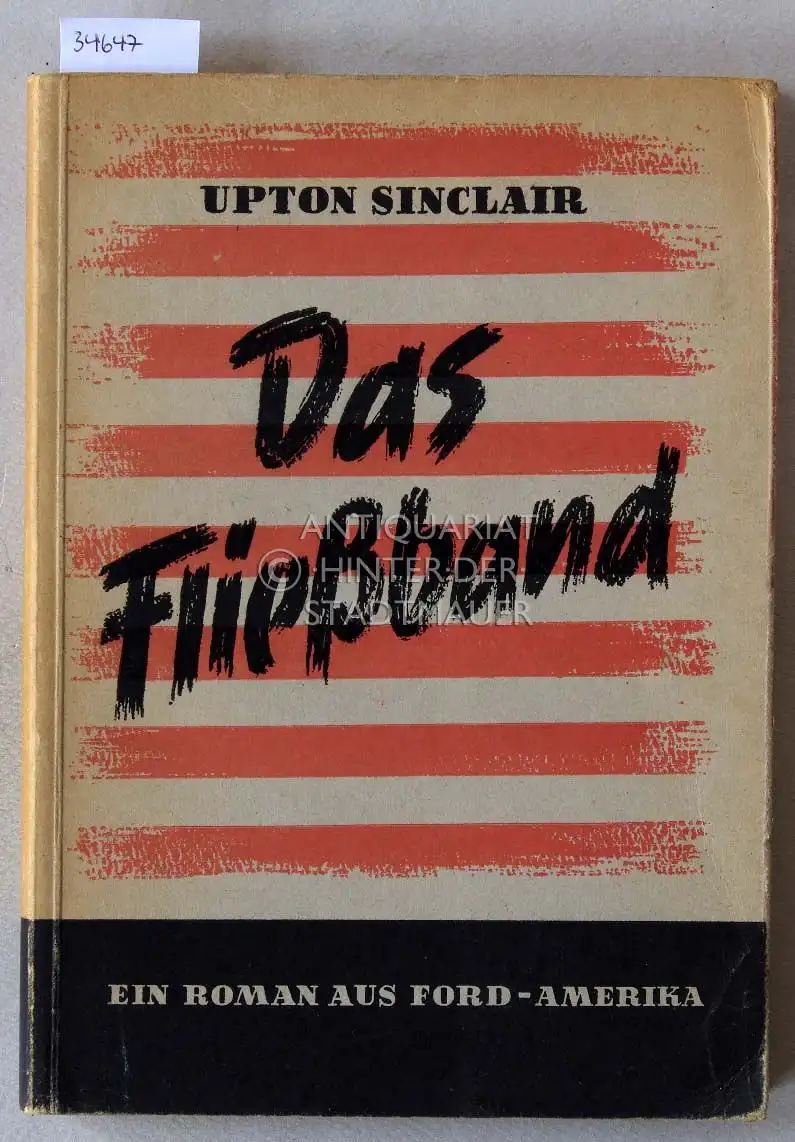 34647
UPTON SINCLAIR
Das
Fließband
ANTIQUARIAT
© HINTER·DER·
STADTMAUER
EIN ROMAN AUS FORD-AMERIKA